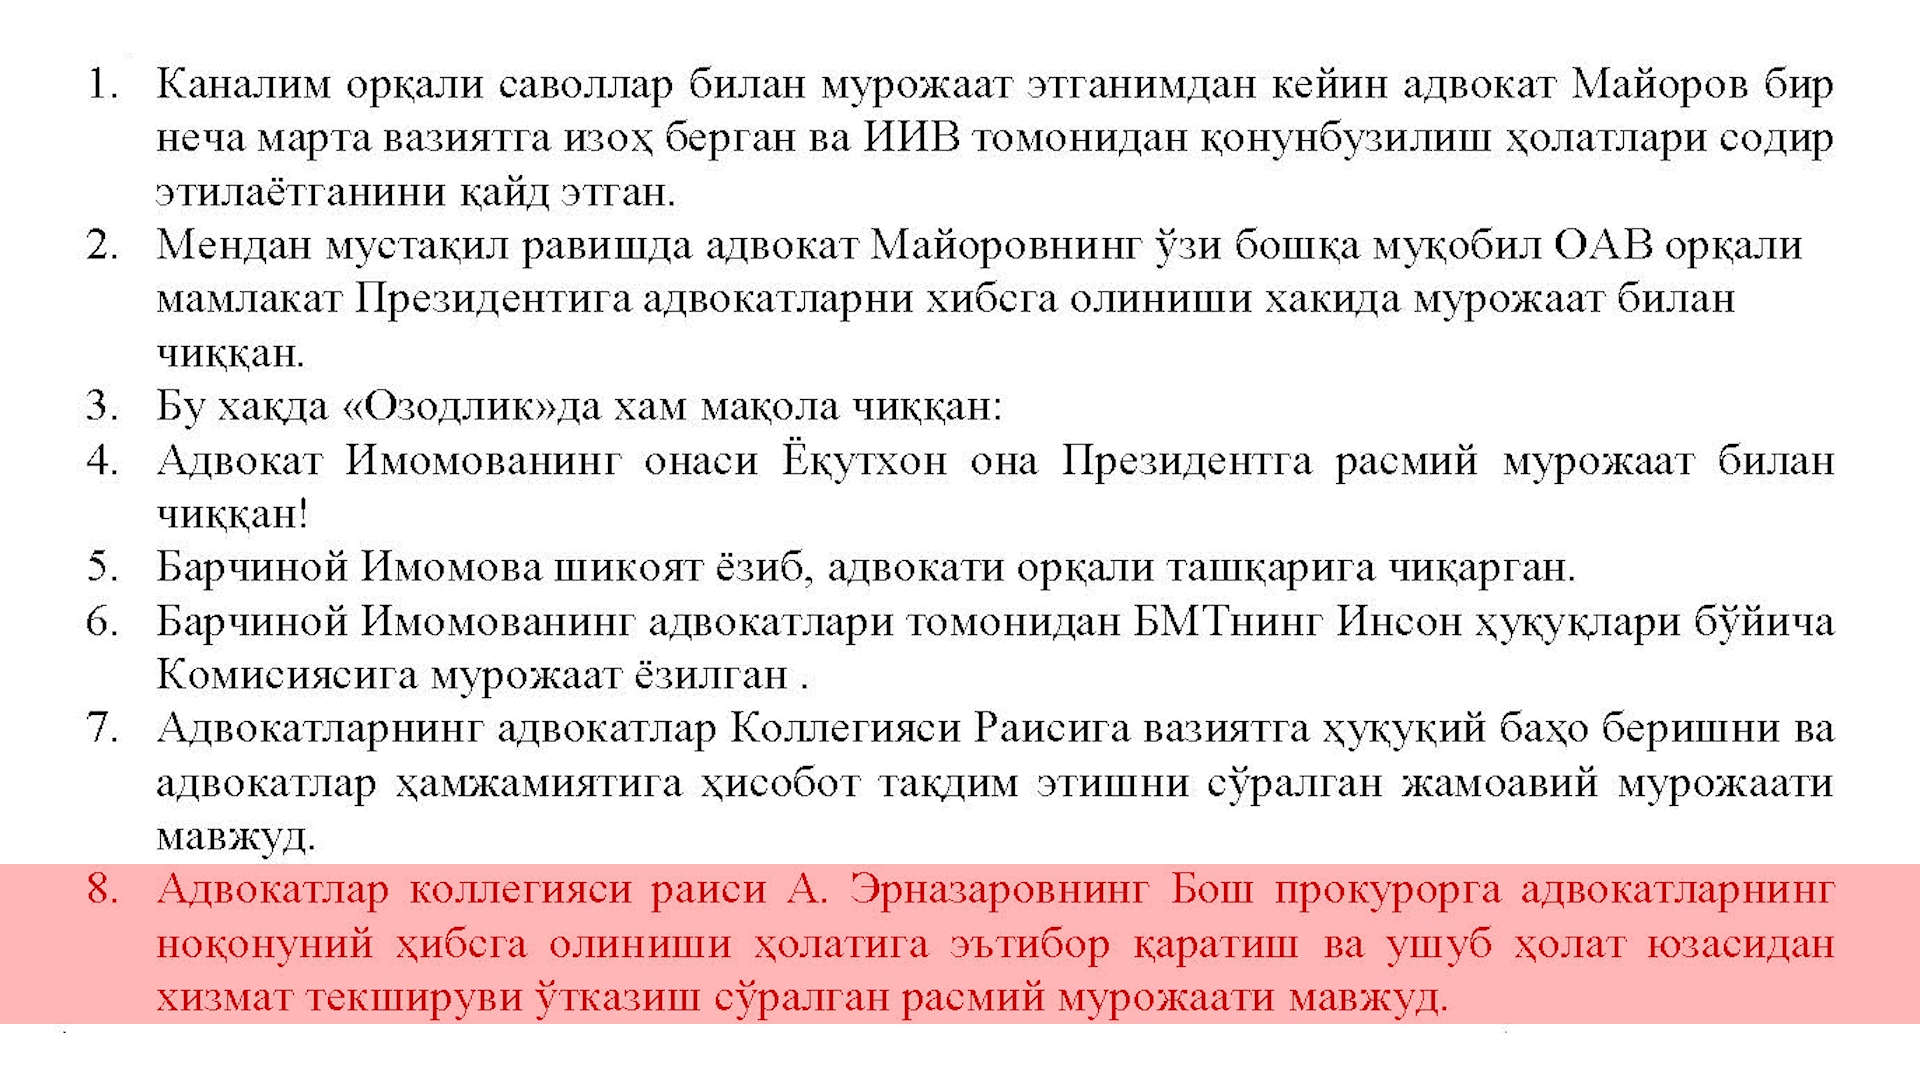 1. Каналим орқали саволлар билан мурожаат этганимдан кейин адвокат Майоров бир
неча марта вазиятга изоҳ берган ва ИИВ томонидан қонунбузилиш ҳолатлари содир
этилаётганини қайд этган.
2. Мендан мустақил равишда адвокат Майоровнинг ўзи бошқа муқобил ОАВ орқали
мамлакат Президентига адвокатларни хибсга олиниши хакида мурожаат билан
чиққан.
3. Бу хақда «Озодлик»да хам мақола чиққан:
4. Адвокат Имомованинг онаси Ёқутхон она Президентга расмий мурожаат билан
чиққан!
5. Барчиной Имомова шикоят ёзиб, адвокати орқали ташқарига чиқарган.
6. Барчиной Имомованинг адвокатлари томонидан БМТнинг Инсон ҳуқуқлари бўйича
Комисиясига мурожаат ёзилган .
7. Адвокатларнинг адвокатлар Коллегияси Раисига вазиятга ҳуқуқий баҳо беришни ва
адвокатлар ҳамжамиятига ҳисобот тақдим этишни сўралган жамоавий мурожаати
мавжуд.
8. Адвокатлар коллегияси раиси А. Эрназаровнинг Бош прокурорга адвокатларнинг
ноқонуний ҳибсга олиниши ҳолатига эътибор қаратиш ва ушуб ҳолат юзасидан
хизмат текшируви ўтказиш сўралган расмий мурожаати мавжуд.